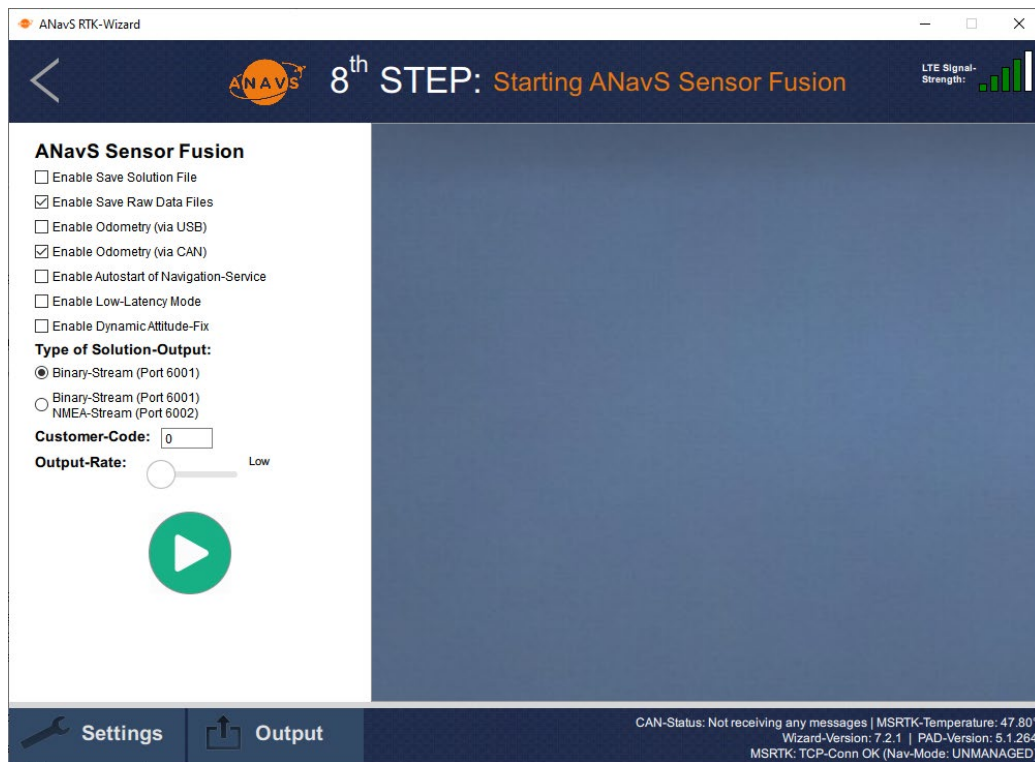 ANavS RTK-Wizard
ANAVS
8th STEP: Starting ANavS Sensor Fusion
LTE Signal-
Strength:
ANavS Sensor Fusion
Enable Save Solution File
Enable Save Raw Data Files
Enable Odometry (via USB)
Enable Odometry (via CAN)
Enable Autostart of Navigation-Service
Enable Low-Latency Mode
Enable Dynamic Attitude-Fix
Type of Solution-Output:
Binary-Stream (Port 6001)
Binary-Stream (Port 6001)
NMEA-Stream (Port 6002)
Customer-Code: 0
Output-Rate: Low
Settings
Output
CAN-Status: Not receiving any messages | MSRTK-Temperature: 47.80°
Wizard-Version: 7.2.1 | PAD-Version: 5.1.264
MSRTK: TCP-Conn OK (Nav-Mode: UNMANAGED)